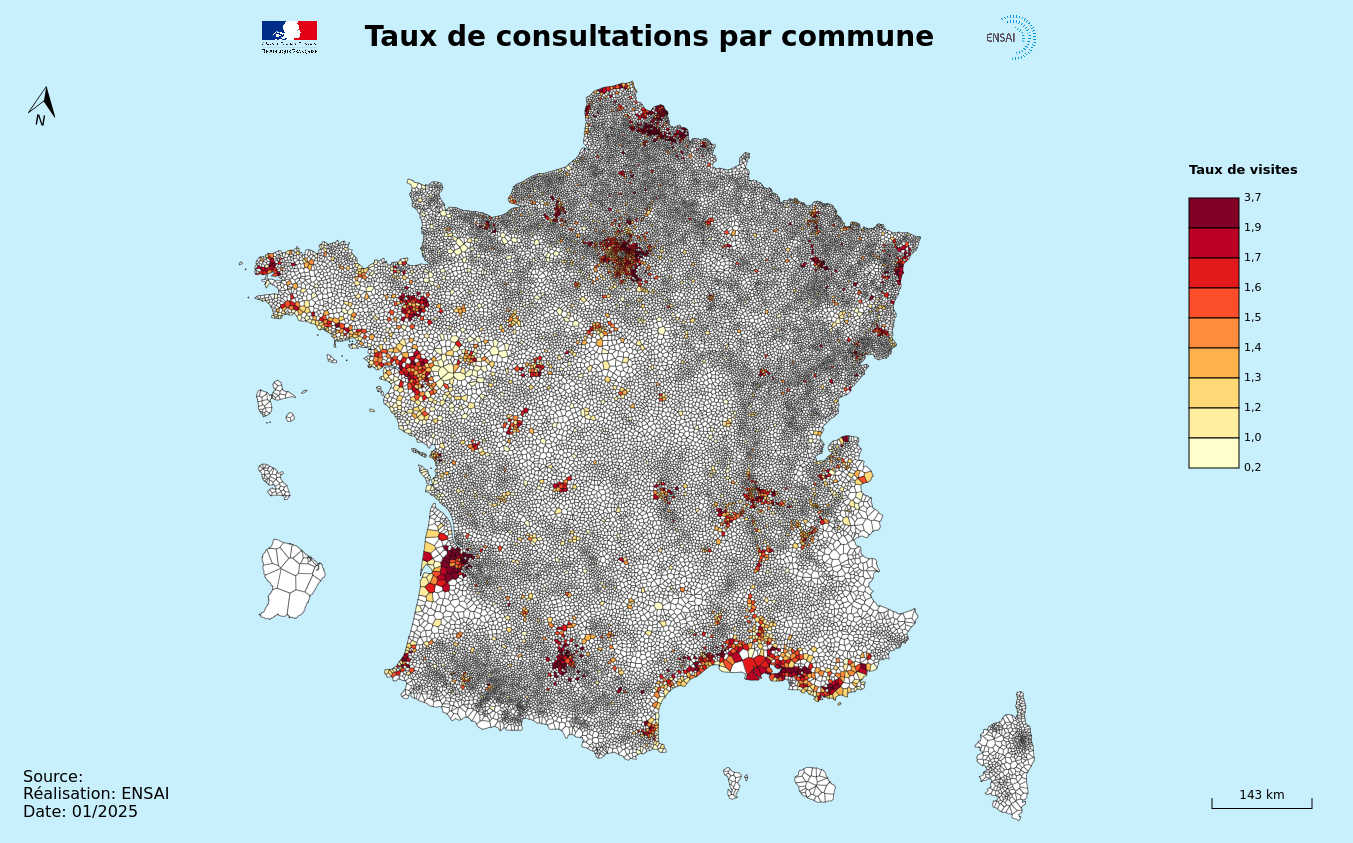 Taux de consultations par commune
ENSAI
N
Taux de visites
3,7
1,9
1,7
1,6
1,5
1,4
1,3
1,2
1,0
0,2
Source:
Réalisation: ENSAI
Date: 01/2025
143 km